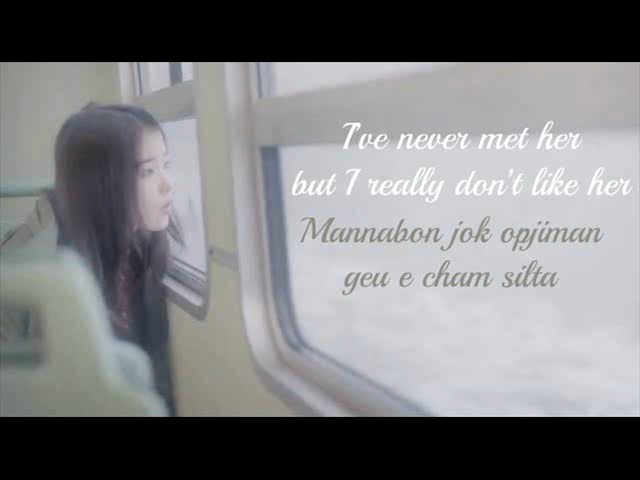 I've never met her
but I really don't like her
Mannabon jok opjiman
geu e cham silta